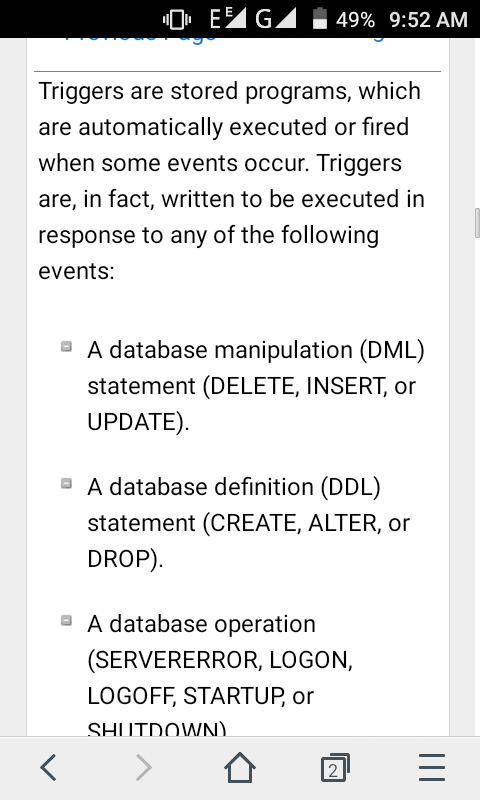 E E G 49% 9:52 AM
Triggers are stored programs, which
are automatically executed or fired
when some events occur. Triggers
are, in fact, written to be executed in
response to any of the following
events:
A database manipulation (DML)
statement (DELETE, INSERT, or
UPDATE).
A database definition (DDL)
statement (CREATE, ALTER, or
DROP).
A database operation
(SERVERERROR, LOGON,
LOGOFF, STARTUP, or
SHUTDOWN)
2